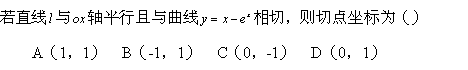 若直线l与ox轴平行且与曲线y = x − e^x 相切，则切点坐标为（）
A（1，1） B（-1，1） C（0，-1） D（0，1）